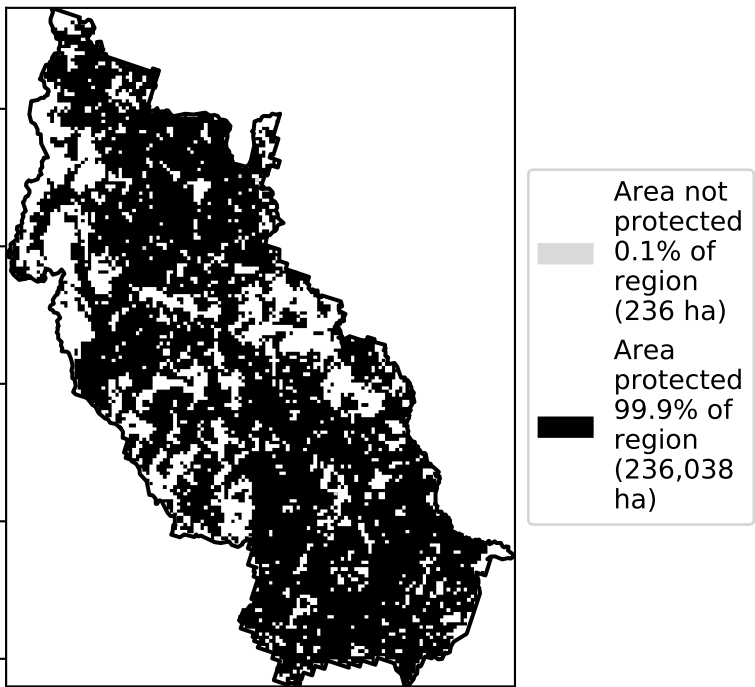 Area not
protected
0.1% of
region
(236 ha)
Area
protected
99.9% of
region
(236,038
ha)